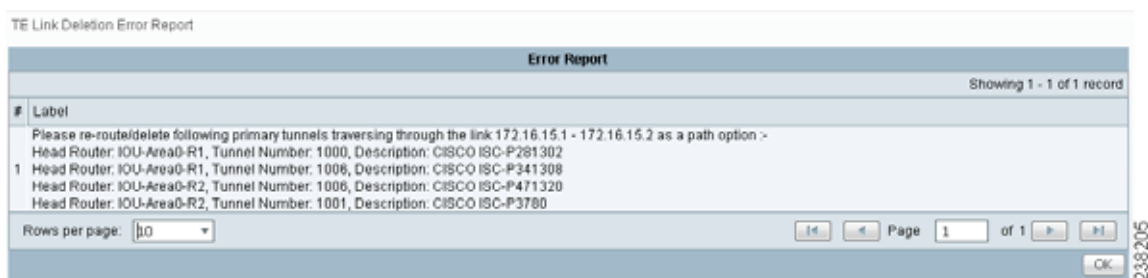 TE Link Deletion Error Report
Error Report
Showing 1 - 1 of 1 record
# Label
Please re-route/delete following primary tunnels traversing through the link 172.16.15.1 - 172.16.15.2 as a path option :-
Head Router: IOU-Area0-R1, Tunnel Number: 1000, Description: CISCO ISC-P281302
1 Head Router: IOU-Area0-R1, Tunnel Number: 1006, Description: CISCO ISC-P341308
Head Router: IOU-Area0-R2, Tunnel Number: 1006, Description: CISCO ISC-P471320
Head Router: IOU-Area0-R2, Tunnel Number: 1001, Description: CISCO ISC-P3780
Rows per page: 10 Page 1 of 1
OK
238205